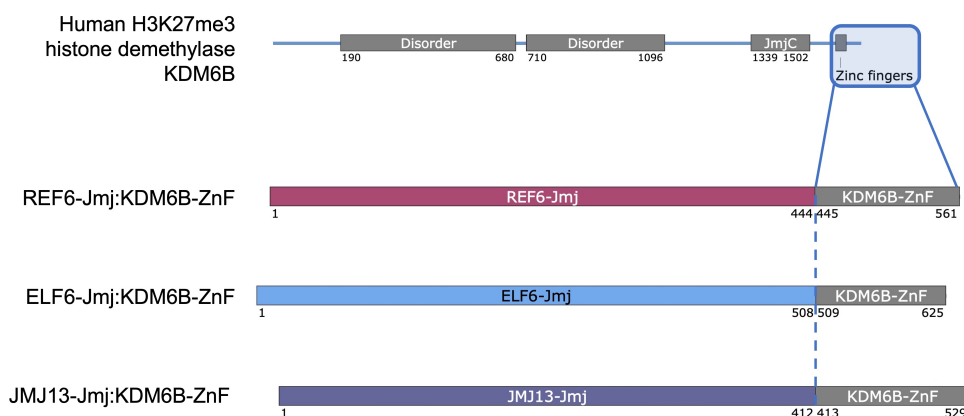 Human H3K27me3
histone demethylase
KDM6B
Disorder Disorder JmjC
190 680 710 1096 1339 1502
Zinc fingers
REF6-Jmj:KDM6B-ZnF
REF6-Jmj KDM6B-ZnF
1 444 445 561
ELF6-Jmj:KDM6B-ZnF
ELF6-Jmj KDM6B-ZnF
1 508 509 625
JMJ13-Jmj:KDM6B-ZnF
JMJ13-Jmj KDM6B-ZnF
1 412 413 529